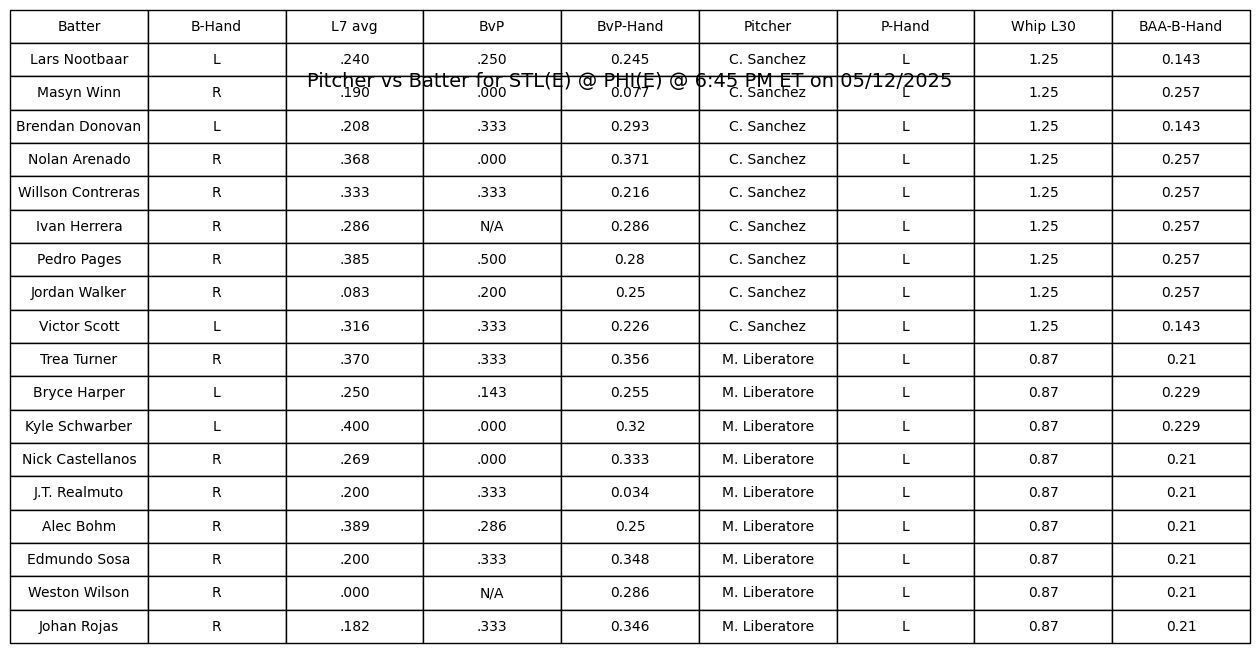 Batter B-Hand L7 avg BvP BvP-Hand Pitcher P-Hand Whip L30 BAA-B-Hand
Lars Nootbaar L .240 .250 0.245 C. Sanchez L 1.25 0.143
Pitcher vs Batter for STL(E) @ PHI(E) @ 6:45 PM ET on 05/12/2025
Masyn Winn R .190 .000 0.077 C. Sanchez L 1.25 0.257
Brendan Donovan L .208 .333 0.293 C. Sanchez L 1.25 0.143
Nolan Arenado R .368 .000 0.371 C. Sanchez L 1.25 0.257
Willson Contreras R .333 .333 0.216 C. Sanchez L 1.25 0.257
Ivan Herrera R .286 N/A 0.286 C. Sanchez L 1.25 0.257
Pedro Pages R .385 .500 0.28 C. Sanchez L 1.25 0.257
Jordan Walker R .083 .200 0.25 C. Sanchez L 1.25 0.257
Victor Scott L .316 .333 0.226 C. Sanchez L 1.25 0.143
Trea Turner R .370 .333 0.356 M. Liberatore L 0.87 0.21
Bryce Harper L .250 .143 0.255 M. Liberatore L 0.87 0.229
Kyle Schwarber L .400 .000 0.32 M. Liberatore L 0.87 0.229
Nick Castellanos R .269 .000 0.333 M. Liberatore L 0.87 0.21
J.T. Realmuto R .200 .333 0.034 M. Liberatore L 0.87 0.21
Alec Bohm R .389 .286 0.25 M. Liberatore L 0.87 0.21
Edmundo Sosa R .200 .333 0.348 M. Liberatore L 0.87 0.21
Weston Wilson R .000 N/A 0.286 M. Liberatore L 0.87 0.21
Johan Rojas R .182 .333 0.346 M. Liberatore L 0.87 0.21